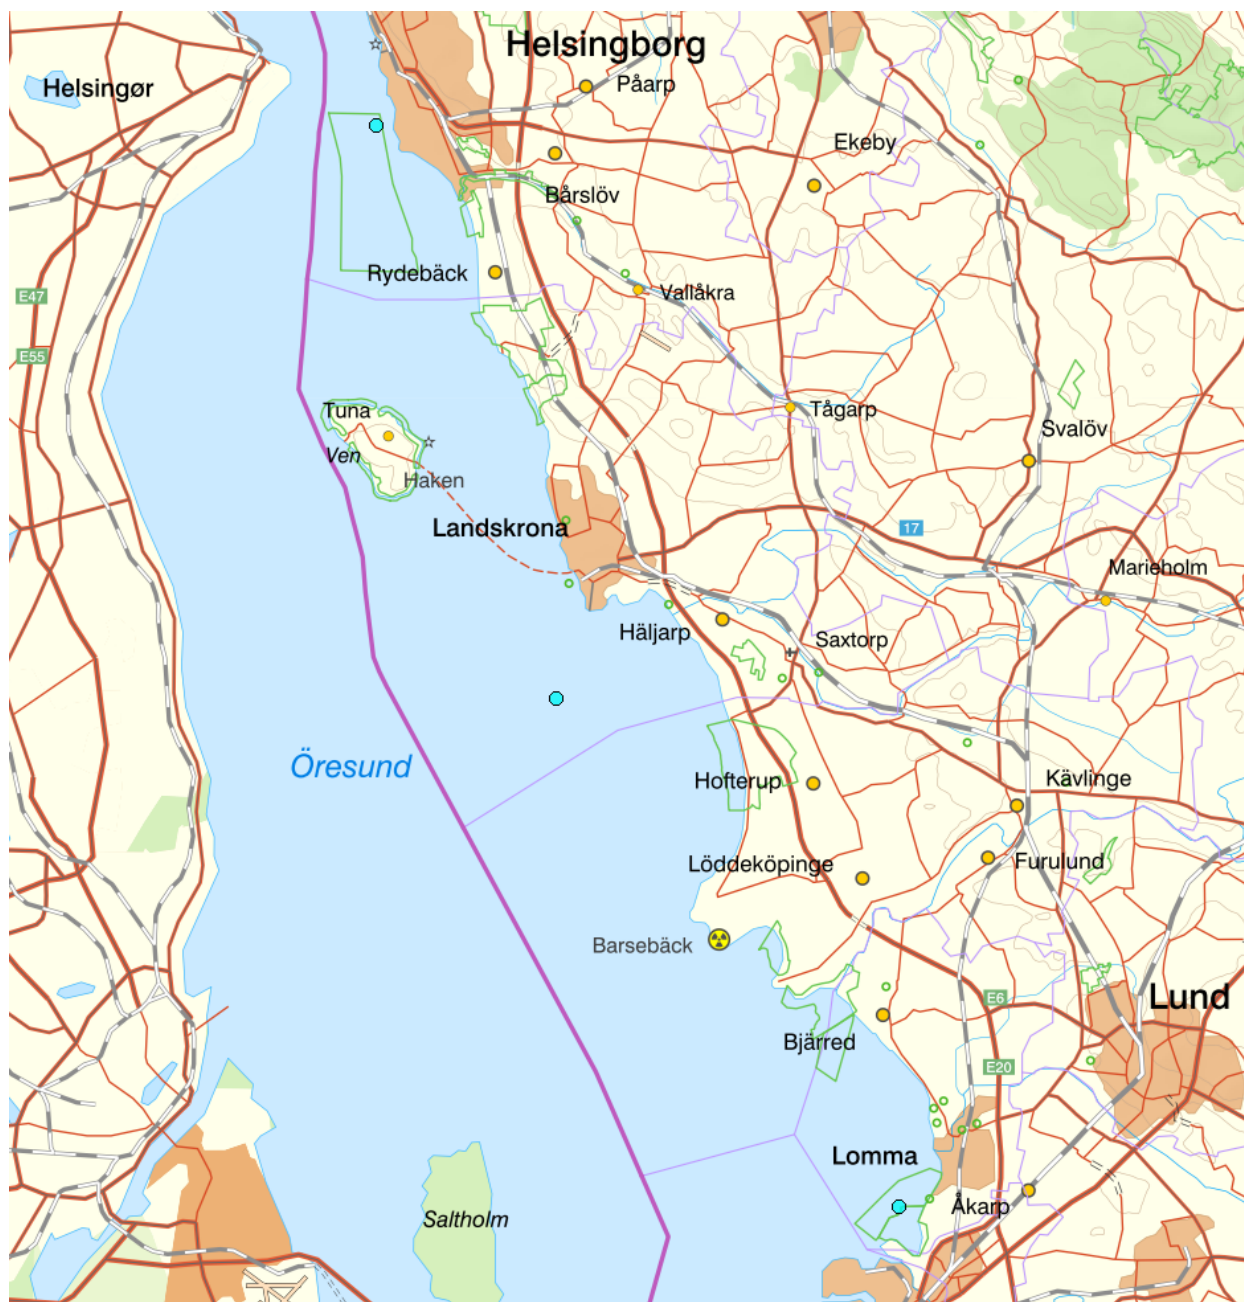 Helsingborg
Påarp
Helsingør
Ekeby
Bårslöv
Rydebäck
Vallåkra
E47
E55
Tuna
Tågarp
Svalöv
Ven
Haken
Landskrona
17
Marieholm
Häljarp
Saxtorp
Öresund
Hofterup
Kävlinge
Löddeköpinge
Furulund
Barsebäck
E6
Lund
Bjärred
E20
Lomma
Saltholm
Åkarp